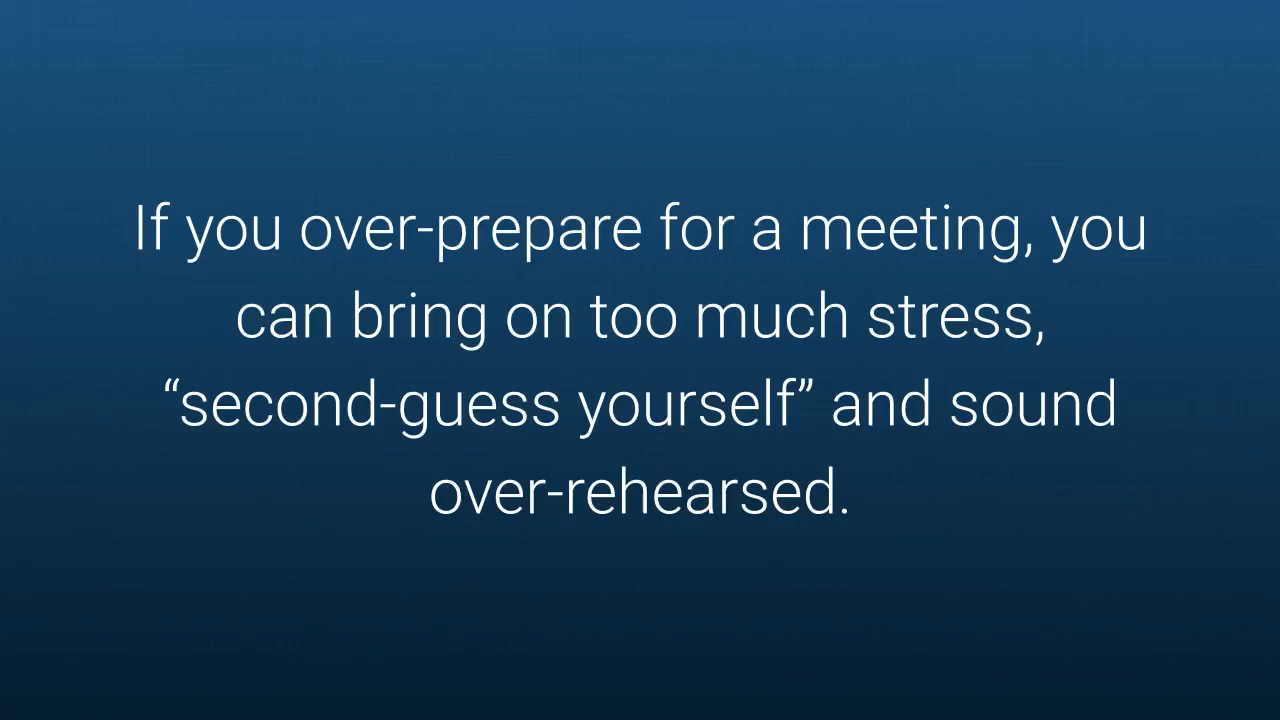 If you over-prepare for a meeting, you
can bring on too much stress,
“second-guess yourself” and sound
over-rehearsed.